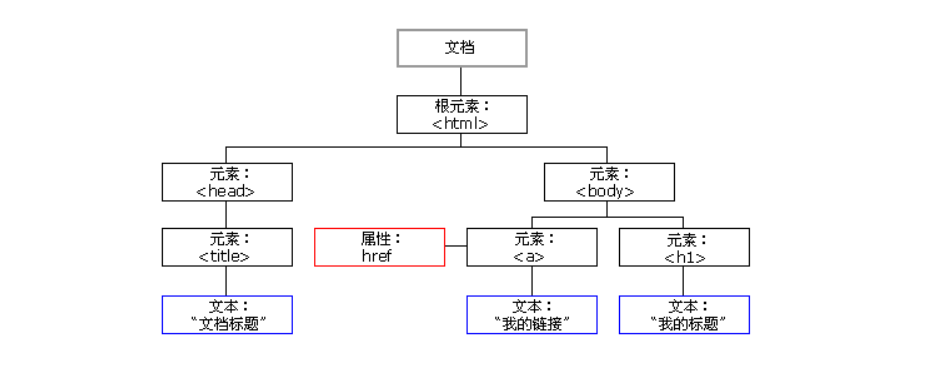 文档
根元素：
<html>
元素：
<head>
元素：
<body>
元素：
<title>
属性：
href
元素：
<a>
元素：
<h1>
文本：
“文档标题”
文本：
“我的链接”
文本：
“我的标题”